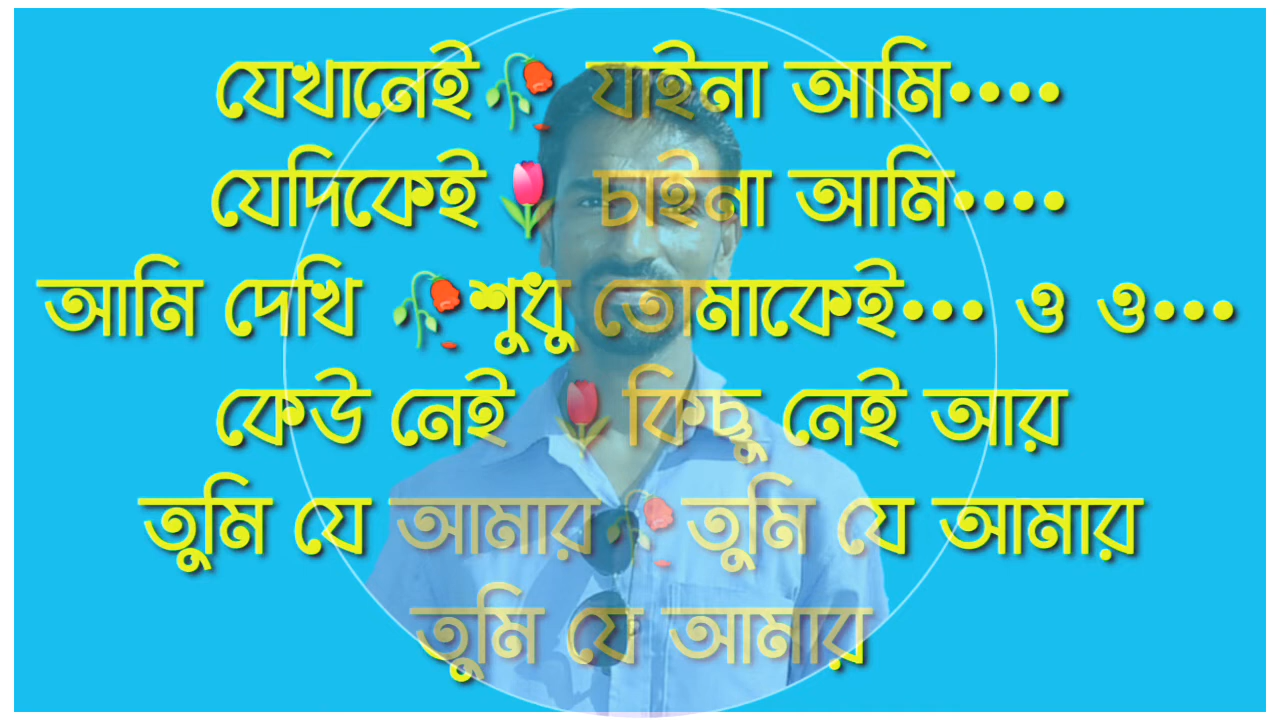 যেখানেই🥀 যাইনা আমি••••
যেদিকেই🌷 চাইনা আমি••••
আমি দেখি 🥀শুধু তোমাকেই••• ও ও•••
কেউ নেই 🌷 কিছু নেই আর
তুমি যে আমার🥀তুমি যে আমার
তুমি যে আমার